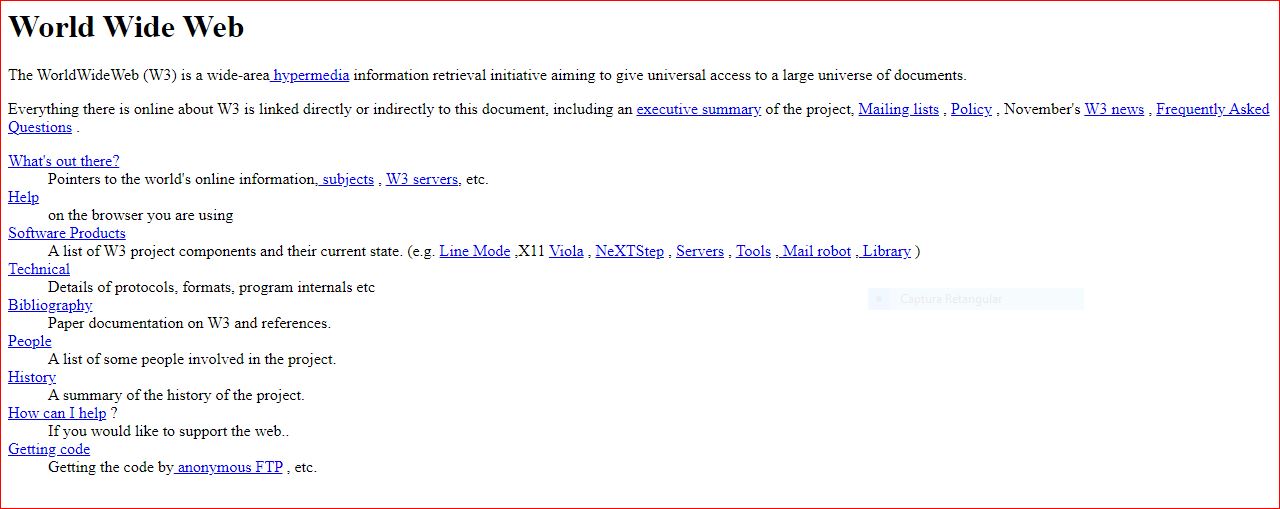 World Wide Web
The WorldWideWeb (W3) is a wide-area hypermedia information retrieval initiative aiming to give universal access to a large universe of documents.
Everything there is online about W3 is linked directly or indirectly to this document, including an executive summary of the project, Mailing lists , Policy , November's W3 news , Frequently Asked
Questions .
What's out there?
Pointers to the world's online information, subjects , W3 servers, etc.
Help
on the browser you are using
Software Products
A list of W3 project components and their current state. (e.g. Line Mode ,X11 Viola , NeXTStep , Servers , Tools , Mail robot , Library )
Technical
Details of protocols, formats, program internals etc
Captura Retangular
Bibliography
Paper documentation on W3 and references.
People
A list of some people involved in the project.
History
A summary of the history of the project.
How can I help ?
If you would like to support the web..
Getting code
Getting the code by anonymous FTP , etc.